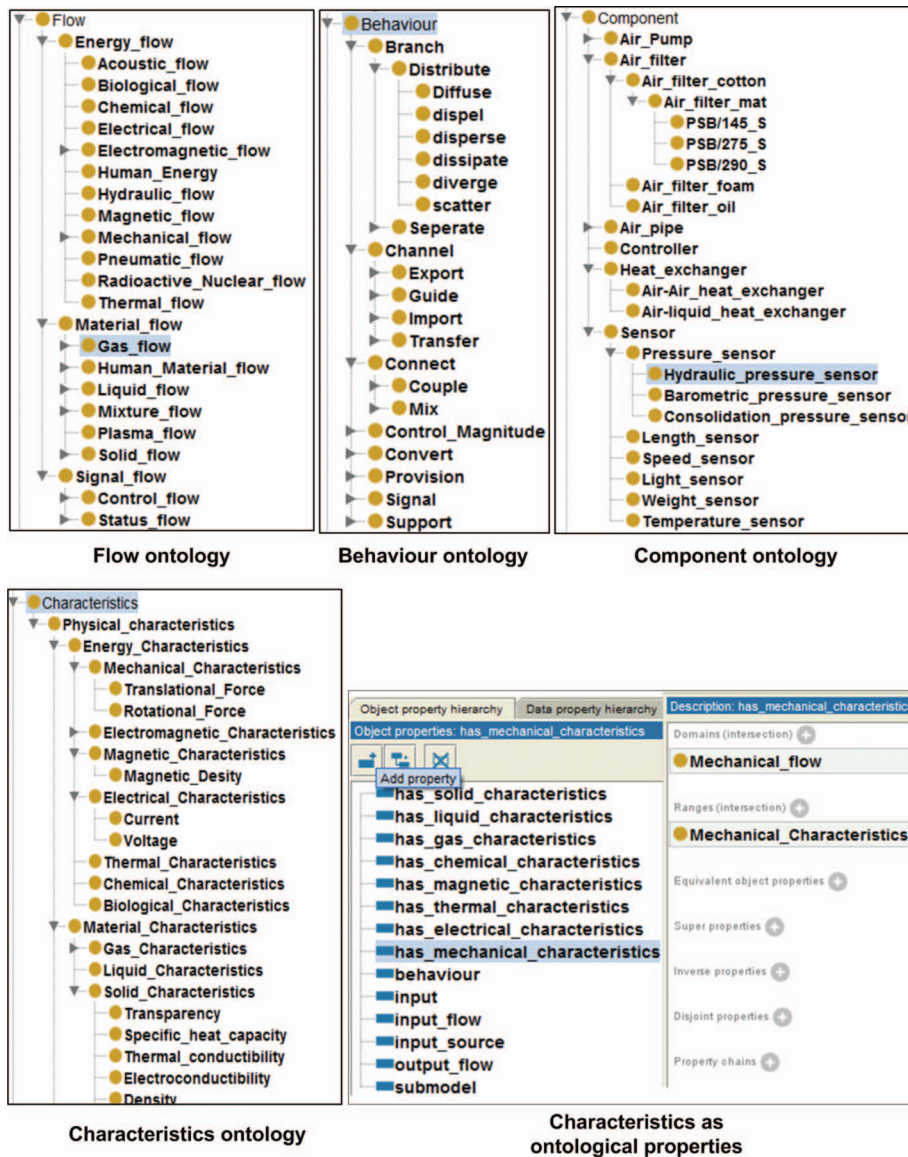 Flow
Energy_flow
Acoustic_flow
Biological_flow
Chemical_flow
Electrical_flow
Electromagnetic_flow
Human_Energy
Hydraulic_flow
Magnetic_flow
Mechanical_flow
Pneumatic_flow
Radioactive_Nuclear_flow
Thermal_flow
Material_flow
Gas_flow
Human_Material_flow
Liquid_flow
Mixture_flow
Plasma_flow
Solid_flow
Signal_flow
Control_flow
Status_flow
Flow ontology
Behaviour
Branch
Distribute
Diffuse
dispel
disperse
dissipate
diverge
scatter
Seperate
Channel
Export
Guide
Import
Transfer
Connect
Couple
Mix
Control_Magnitude
Convert
Provision
Signal
Support
Behaviour ontology
Component
Air_Pump
Air_filter
Air_filter_cotton
Air_filter_mat
PSB/145_S
PSB/275_S
PSB/290_S
Air_filter_foam
Air_filter_oil
Air_pipe
Controller
Heat_exchanger
Air-Air_heat_exchanger
Air-liquid_heat_exchanger
Sensor
Pressure_sensor
Hydraulic_pressure_sensor
Barometric_pressure_sensor
Consolidation_pressure_sensor
Length_sensor
Speed_sensor
Light_sensor
Weight_sensor
Temperature_sensor
Component ontology
Characteristics
Physical_characteristics
Energy_Characteristics
Mechanical_Characteristics
Translational_Force
Rotational_Force
Electromagnetic_Characteristics
Magnetic_Characteristics
Magnetic_Desity
Electrical_Characteristics
Current
Voltage
Thermal_Characteristics
Chemical_Characteristics
Biological_Characteristics
Material_Characteristics
Gas_Characteristics
Liquid_Characteristics
Solid_Characteristics
Transparency
Specific_heat_capacity
Thermal_conductibility
Electroconductibility
Density
Characteristics ontology
Object property hierarchy Data property hierarchy
Object properties: has_mechanical_characteristics
Add property
has_solid_characteristics
has_liquid_characteristics
has_gas_characteristics
has_chemical_characteristics
has_magnetic_characteristics
has_thermal_characteristics
has_electrical_characteristics
has_mechanical_characteristics
behaviour
input
input_flow
input_source
output_flow
submodel
Description: has_mechanical_characteristic
Domains (intersection)
Mechanical_flow
Ranges (intersection)
Mechanical_Characteristics
Equivalent object properties
Super properties
Inverse properties
Disjoint properties
Property chains
Characteristics as
ontological properties